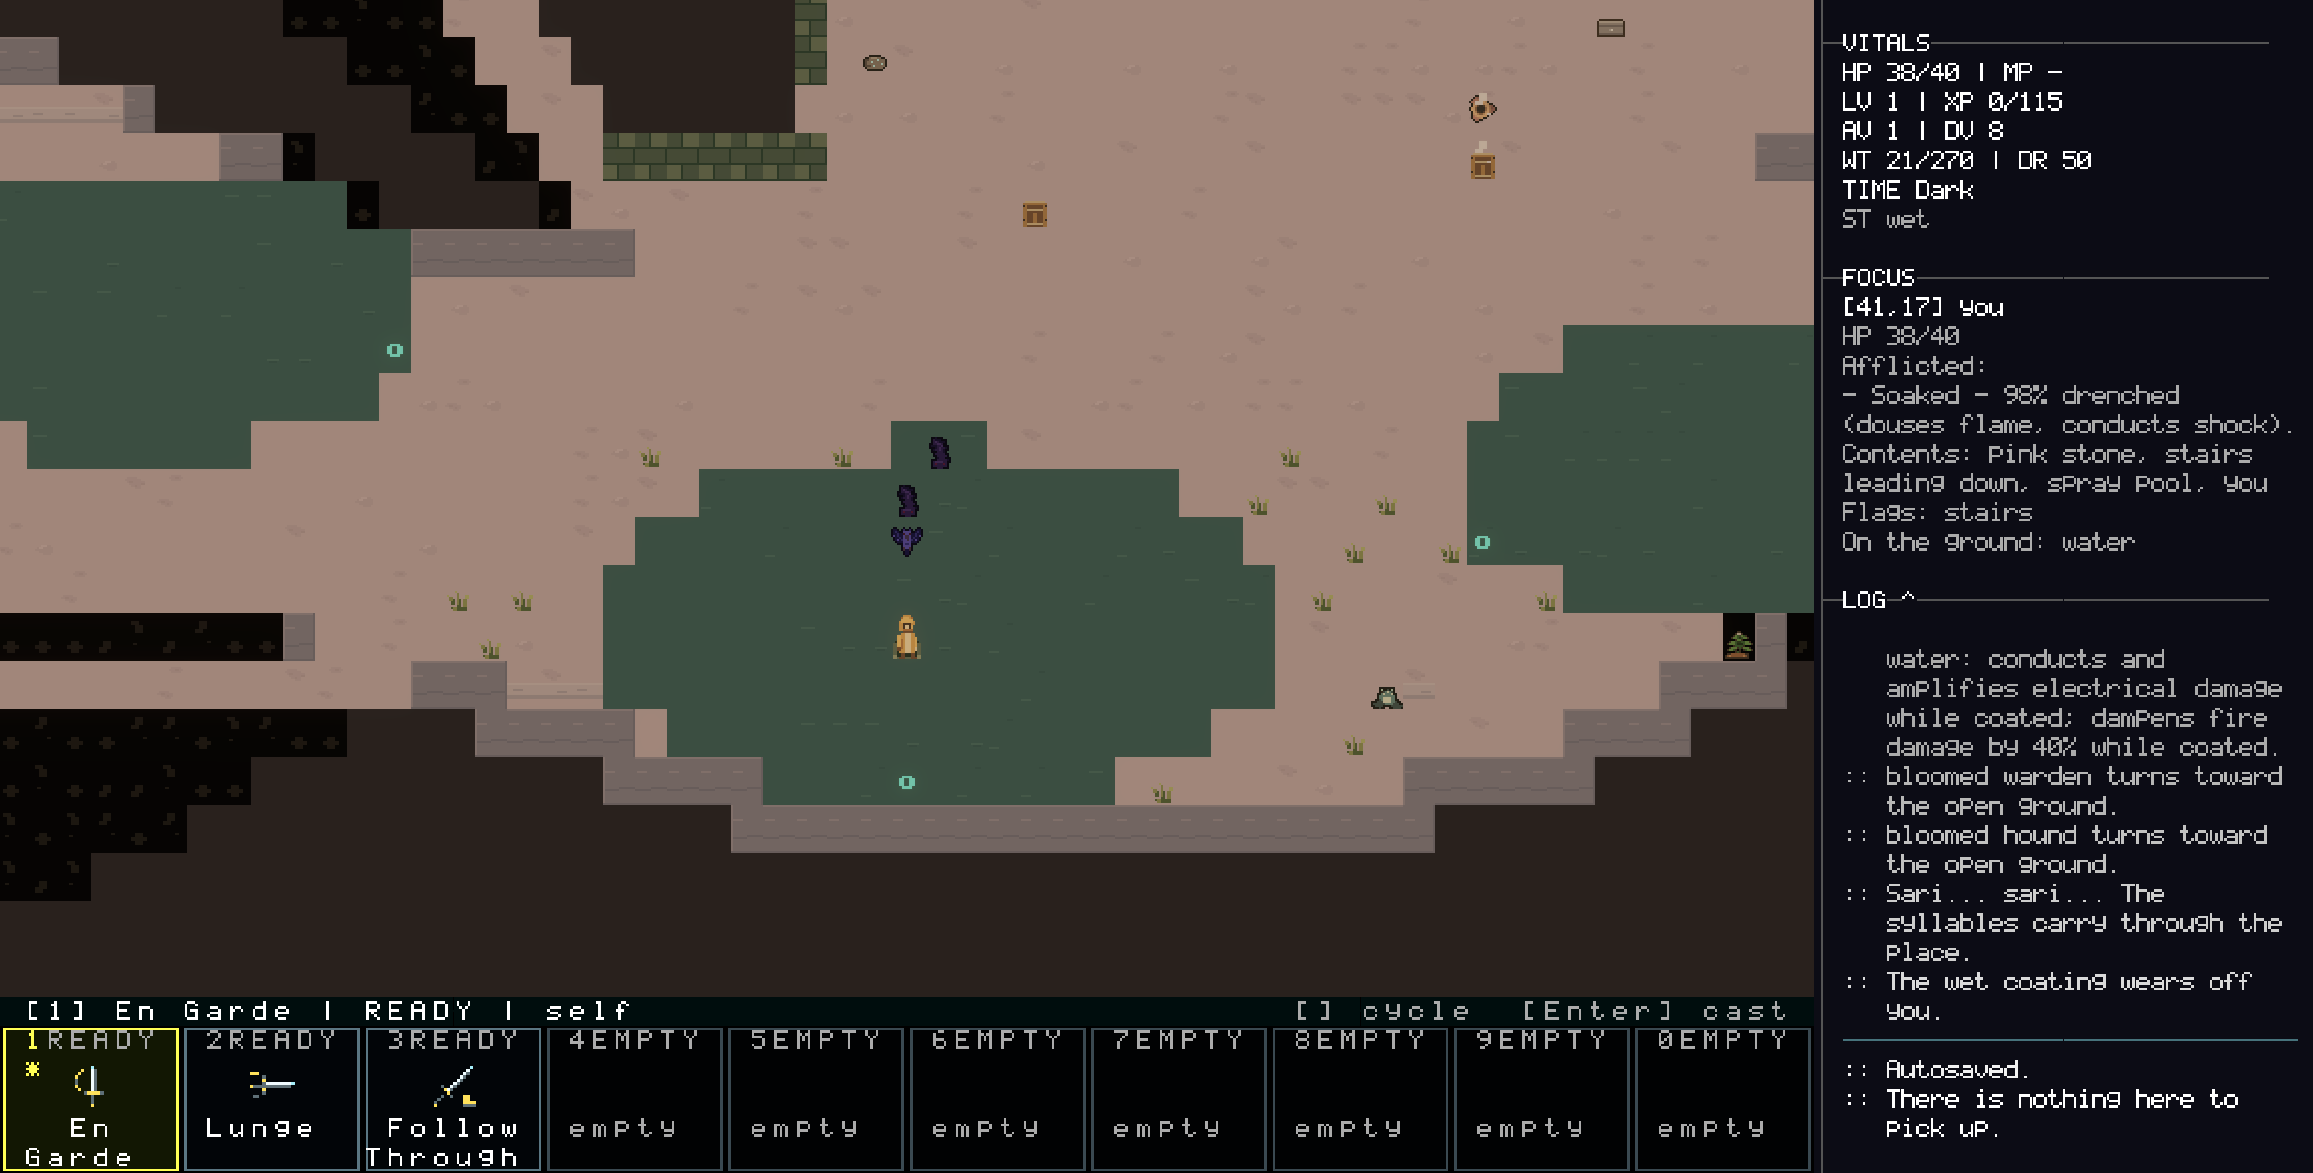 VITALS
HP 38/40 | MP -
LV 1 | XP 0/115
AV 1 | DV 8
WT 21/270 | DR 50
TIME Dark
ST wet
FOCUS
[41,17] You
HP 38/40
Afflicted:
- Soaked - 98% drenched
(douses flame, conducts shock).
Contents: Pink stone, stairs
leading down, spray pool, you
Flags: stairs
On the ground: water
LOG ^
water: conducts and
amplifies electrical damage
while coated; dampens fire
damage by 40% while coated.
:: bloomed warden turns toward
the open ground.
:: bloomed hound turns toward
the open ground.
:: Sari... sari... The
syllables carry through the
place.
:: The wet coating wears off
you.
:: Autosaved.
:: There is nothing here to
pick up.
[1] En Garde | READY | self [] cycle [Enter] cast
1READY 2READY 3READY 4EMPTY 5EMPTY 6EMPTY 7EMPTY 8EMPTY 9EMPTY 0EMPTY
En Garde
Lunge
Follow Through
empty empty empty empty empty empty empty